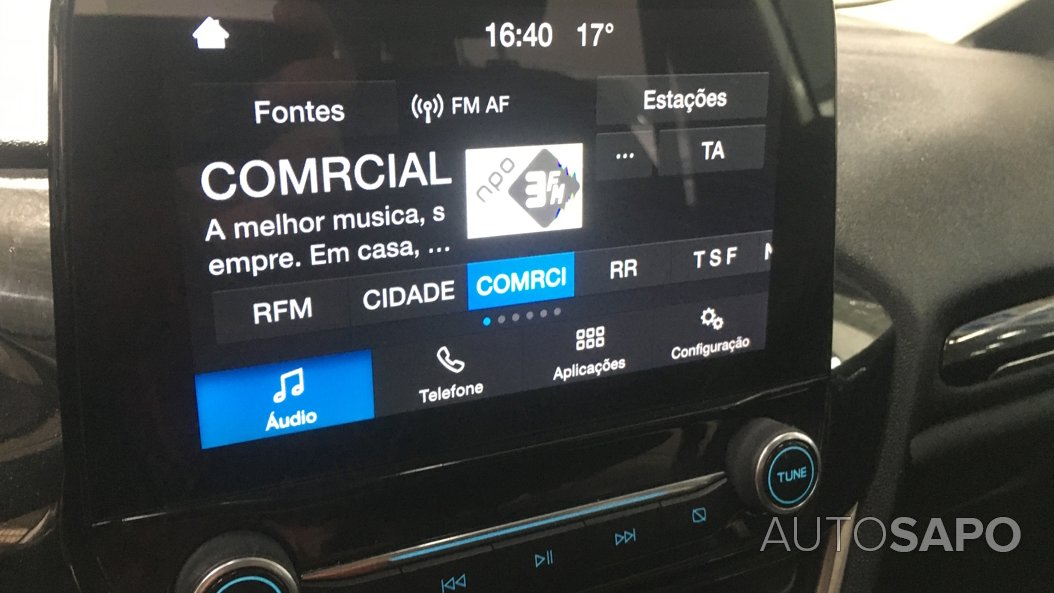 16:40 17°
Fontes
FM AF
Estações
... TA
COMRCIAL
npo 3FM
A melhor musica, s
empre. Em casa, ...
RFM CIDADE COMRCI RR TSF N
Áudio Telefone Aplicações Configuração
TUNE
AUTOSAPO